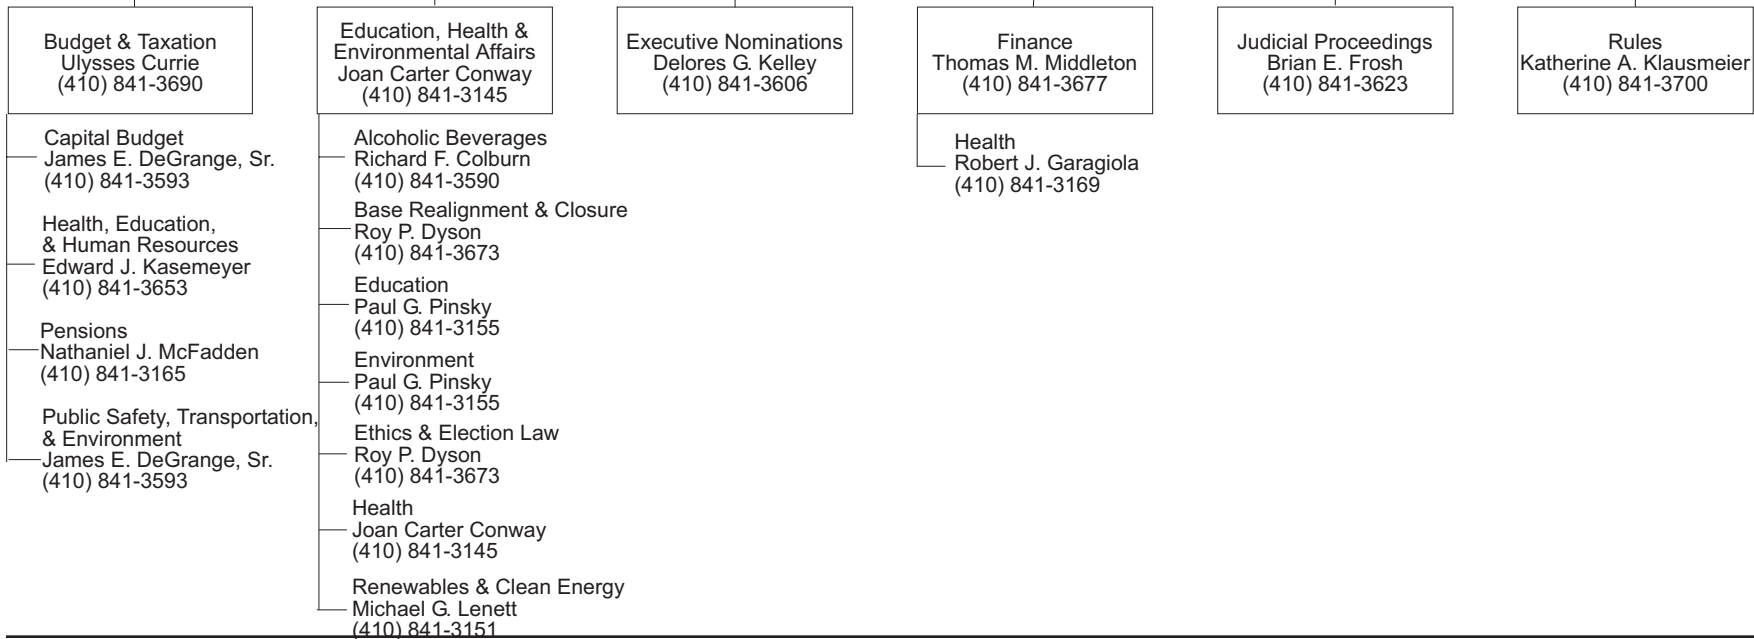 Budget & Taxation
Ulysses Currie
(410) 841-3690
Capital Budget
James E. DeGrange, Sr.
(410) 841-3593
Health, Education,
& Human Resources
Edward J. Kasemeyer
(410) 841-3653
Pensions
Nathaniel J. McFadden
(410) 841-3165
Public Safety, Transportation,
& Environment
James E. DeGrange, Sr.
(410) 841-3593
Education, Health &
Environmental Affairs
Joan Carter Conway
(410) 841-3145
Alcoholic Beverages
Richard F. Colburn
(410) 841-3590
Base Realignment & Closure
Roy P. Dyson
(410) 841-3673
Education
Paul G. Pinsky
(410) 841-3155
Environment
Paul G. Pinsky
(410) 841-3155
Ethics & Election Law
Roy P. Dyson
(410) 841-3673
Health
Joan Carter Conway
(410) 841-3145
Renewables & Clean Energy
Michael G. Lenett
(410) 841-3151
Executive Nominations
Delores G. Kelley
(410) 841-3606
Finance
Thomas M. Middleton
(410) 841-3677
Health
Robert J. Garagiola
(410) 841-3169
Judicial Proceedings
Brian E. Frosh
(410) 841-3623
Rules
Katherine A. Klausmeier
(410) 841-3700